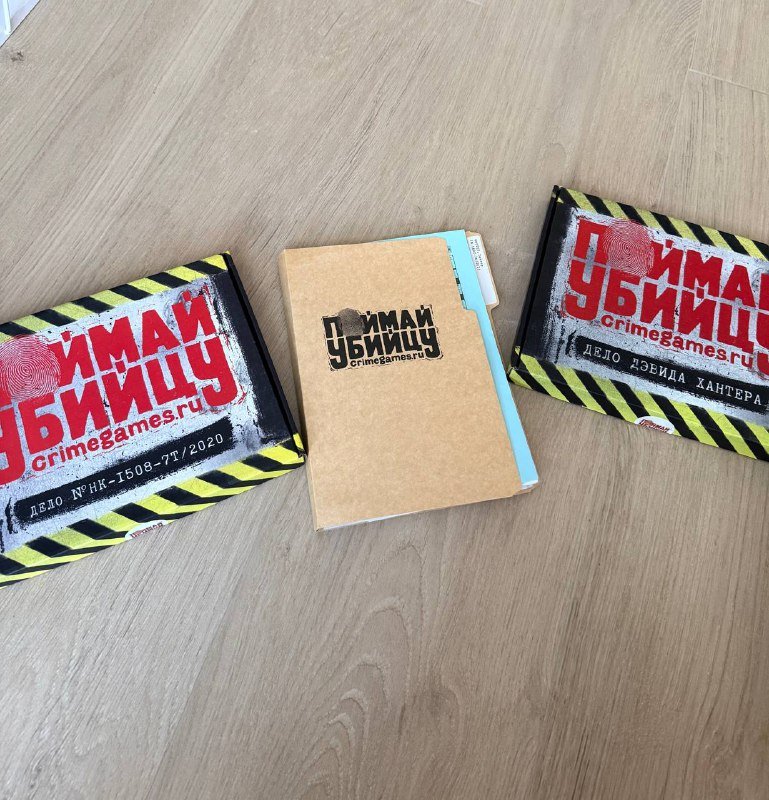 ПОЙМАЙ
УБИЙЦУ
crimegames.ru
ДЕЛО №НК-1508-7Т/2020
ПОЙМАЙ
УБИЙЦУ
crimegames.ru
ПОЙМАЙ
УБИЙЦУ
crimegames.ru
ДЕЛО ДЭВИДА ХАНТЕРА